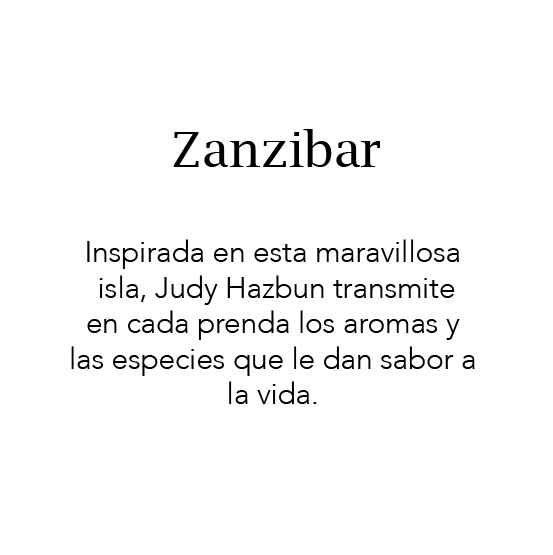 Zanzibar
Inspirada en esta maravillosa
isla, Judy Hazbun transmite
en cada prenda los aromas y
las especies que le dan sabor a
la vida.